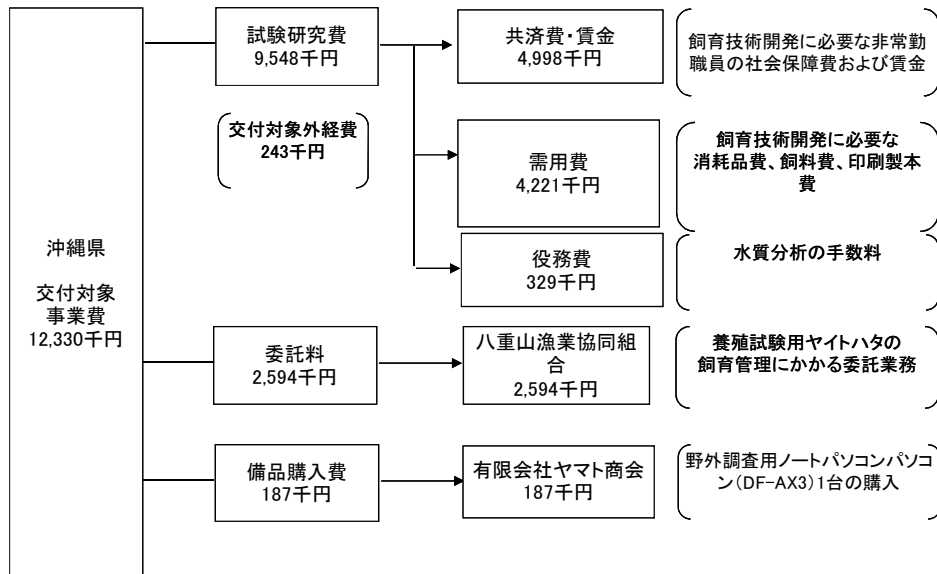 沖縄県
交付対象
事業費
12,330千円
試験研究費
9,548千円
交付対象外経費
243千円
共済費・賃金
4,998千円
飼育技術開発に必要な非常勤
職員の社会保障費および賃金
需用費
4,221千円
飼育技術開発に必要な
消耗品費、飼料費、印刷製本
費
役務費
329千円
水質分析の手数料
委託料
2,594千円
八重山漁業協同組
合
2,594千円
養殖試験用ヤイトハタの
飼育管理にかかる委託業務
備品購入費
187千円
有限会社ヤマト商会
187千円
野外調査用ノートパソコンパソコ
ン(DF-AX3)1台の購入